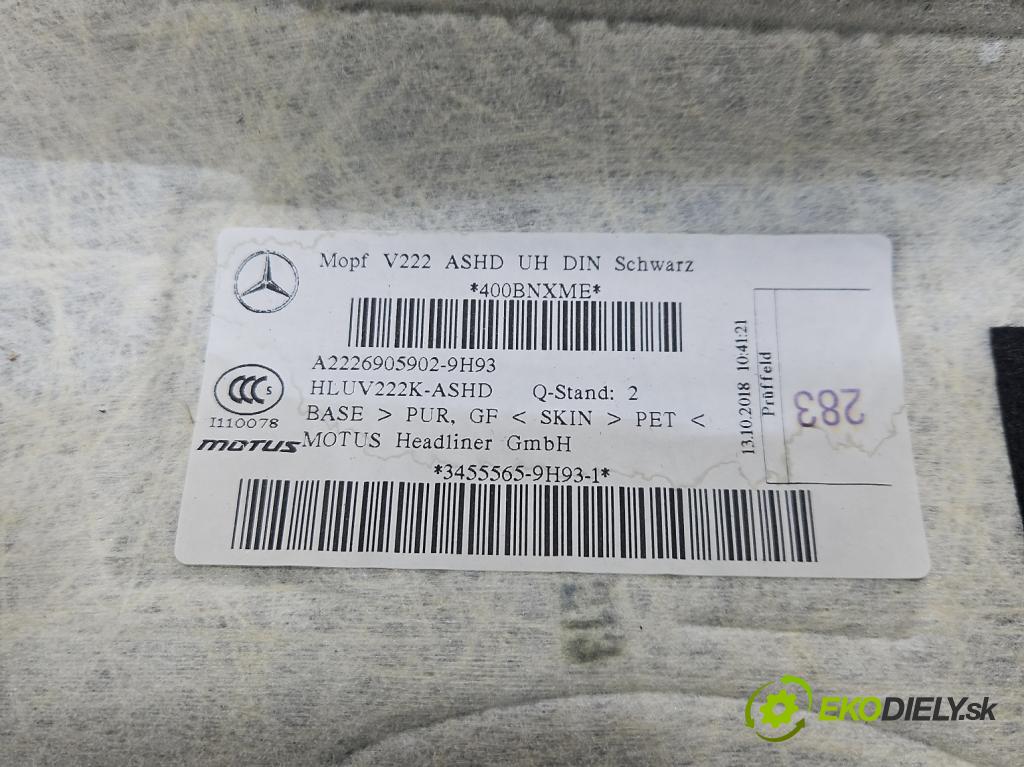 Mopf V222 ASHD UH DIN Schwarz
*400BNXME*
A2226905902-9H93
HLUV222K-ASHD Q-Stand: 2
BASE > PUR, GF < SKIN > PET <
MOTUS Headliner GmbH
*3455565-9H93-1*
CCC S
I110078
MOTUS
13.10.2018 10:41:21
Prüffeld
283
EKODIELY.sk